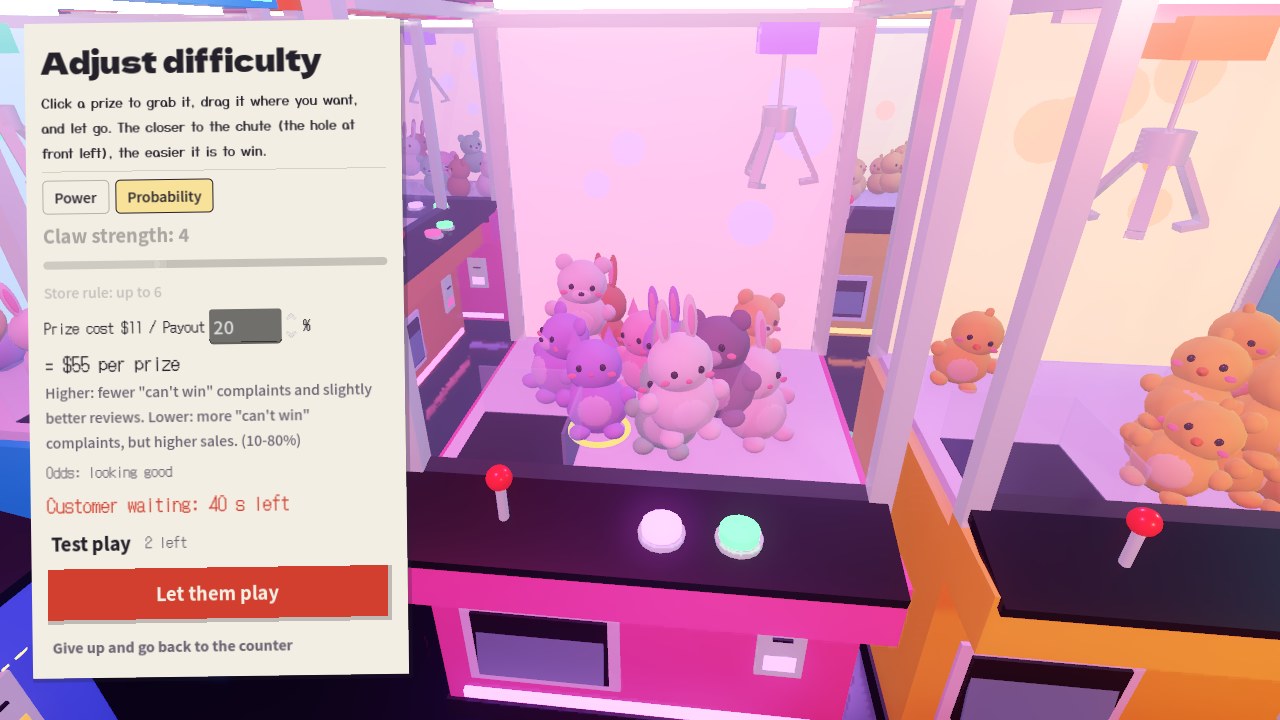 Adjust difficulty
Click a prize to grab it, drag it where you want,
and let go. The closer to the chute (the hole at
front left), the easier it is to win.
Power
Probability
Claw strength: 4
Store rule: up to 6
Prize cost $11 / Payout 20 %
= $55 per prize
Higher: fewer "can't win" complaints and slightly
better reviews. Lower: more "can't win"
complaints, but higher sales. (10-80%)
Odds: looking good
Customer waiting: 40 s left
Test play 2 left
Let them play
Give up and go back to the counter